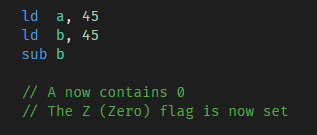 ld  a, 45
ld  b, 45
sub b

// A now contains 0
// The Z (Zero) flag is now set